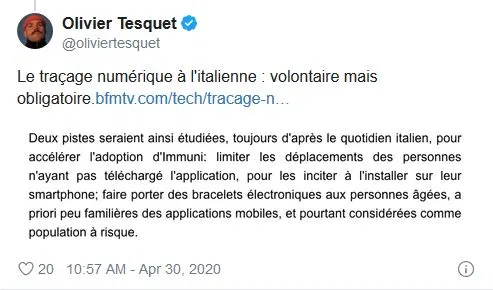 Olivier Tesquet
@oliviertesquet
Le traçage numérique à l'italienne : volontaire mais
obligatoire.bfmtv.com/tech/tracage-n…
Deux pistes seraient ainsi étudiées, toujours d'après le quotidien italien, pour
accélérer l'adoption d'Immuni: limiter les déplacements des personnes
n'ayant pas téléchargé l'application, pour les inciter à l'installer sur leur
smartphone; faire porter des bracelets électroniques aux personnes âgées, a
priori peu familières des applications mobiles, et pourtant considérées comme
population à risque.
20 10:57 AM - Apr 30, 2020